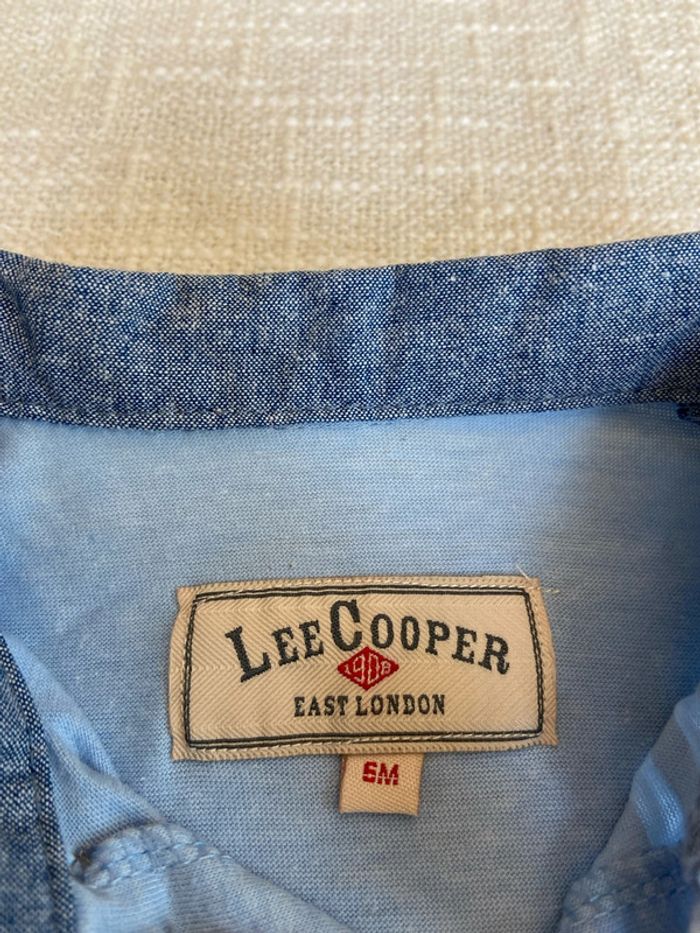 LEE COOPER
1908
EAST LONDON
6M